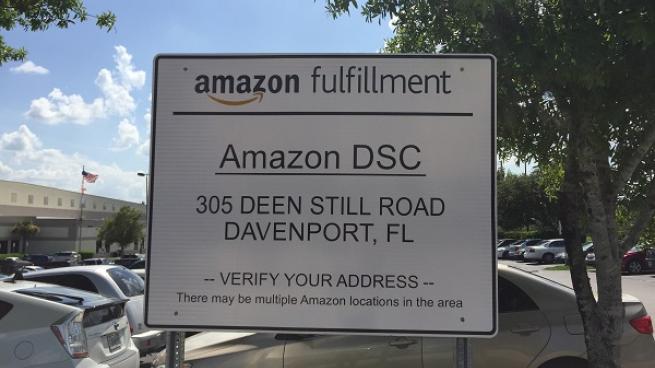 amazon fulfillment
Amazon DSC
305 DEEN STILL ROAD
DAVENPORT, FL
-- VERIFY YOUR ADDRESS --
There may be multiple Amazon locations in the area